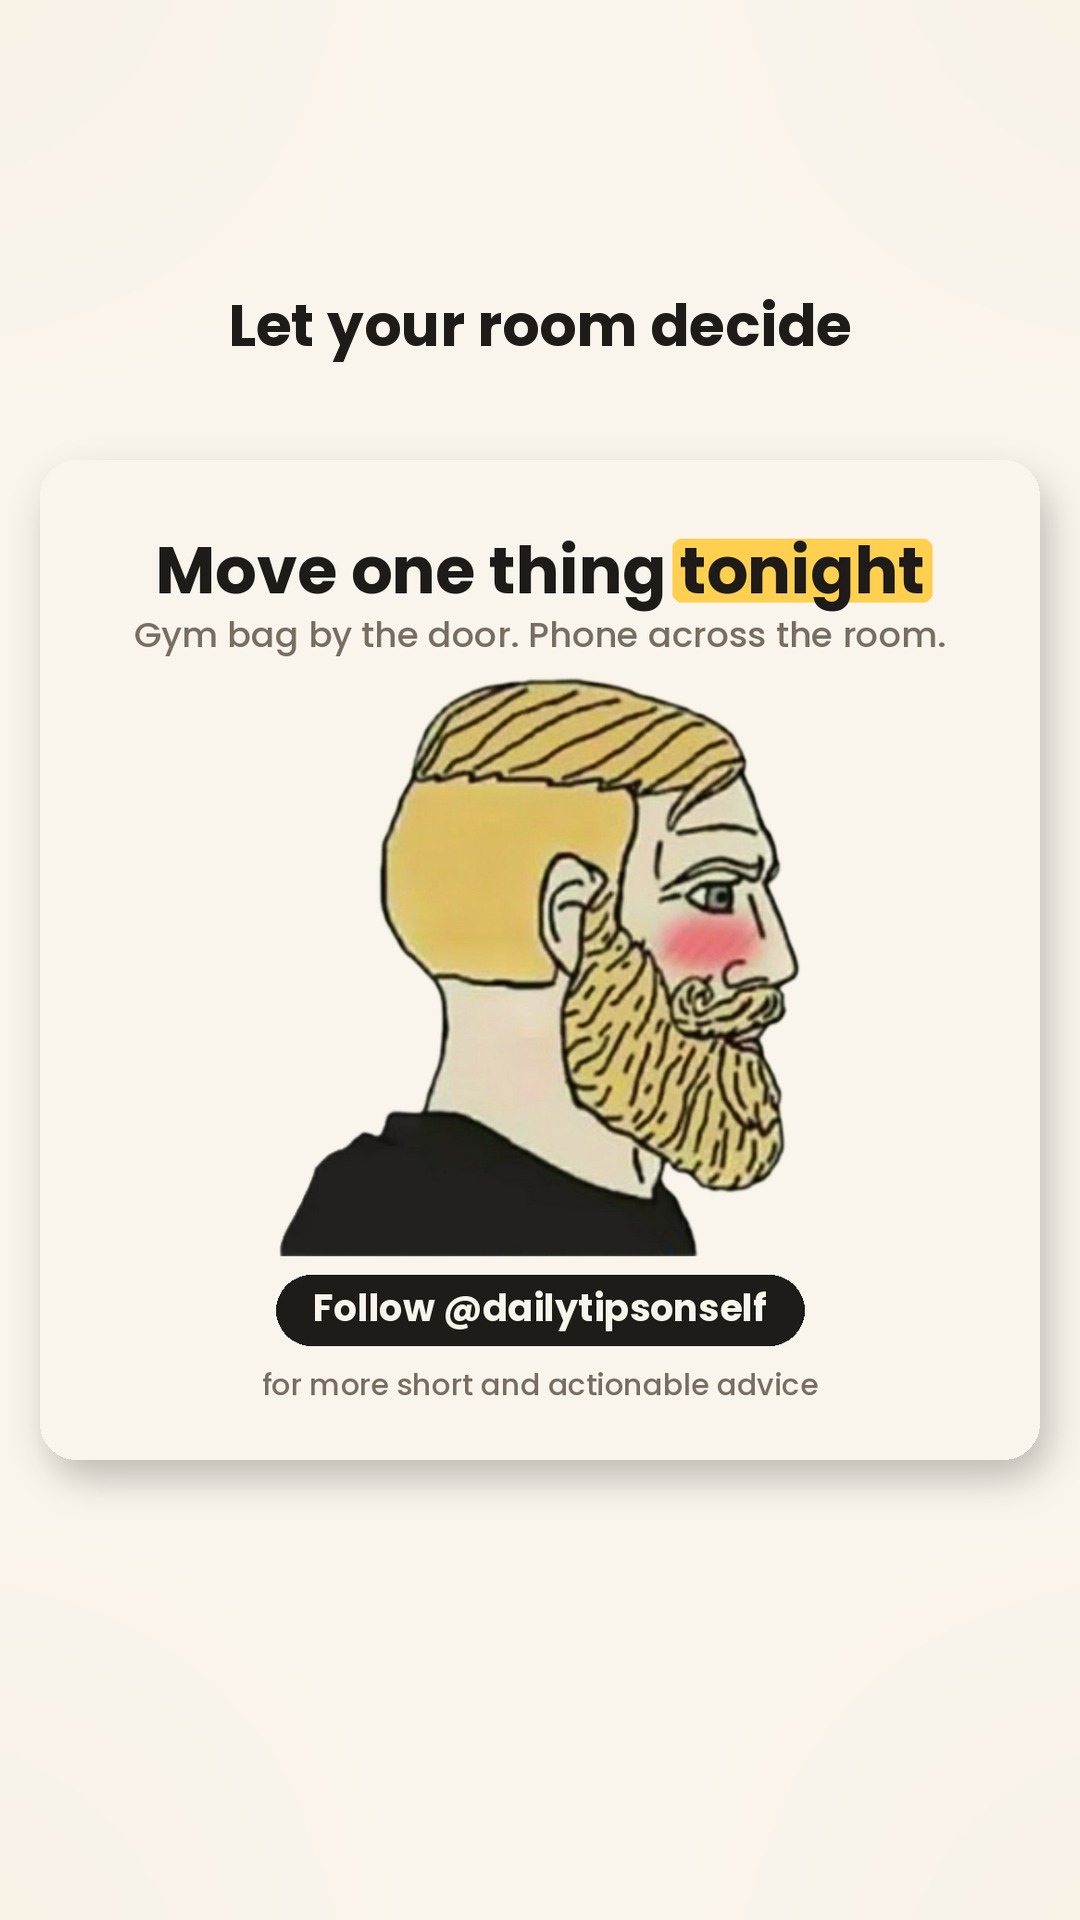 Let your room decide
Move one thing tonight
Gym bag by the door. Phone across the room.
Follow @dailytipsonself
for more short and actionable advice